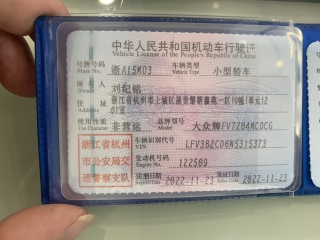 中华人民共和国机动车行驶证
Vehicle License of the People's Republic of China
号牌号码 浙A15M03 车辆类型 小型轿车
Plate No. Vehicle Type
所有人 刘纪铭
住址 浙江省杭州市上城区
使用性质 非营运 品牌型号 大众牌FV7204NCDCG
Use Character
浙江省杭州 车辆识别代号
市公安局交 VIN
通警察支队 发动机号码 122509
Engine No.
注册日期 2022-11-23 发证日期 2022-11-23
Register Date Issue Date